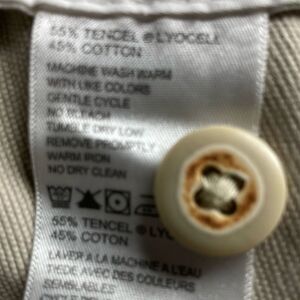 55% TENCEL ® LYOCELL
45% COTTON
MACHINE WASH WARM
WITH LIKE COLORS
GENTLE CYCLE
NO BLEACH
TUMBLE DRY LOW
REMOVE PROMPTLY
WARM IRON
NO DRY CLEAN
55% TENCEL ® LYOC
45% COTON
LAVER A LA MACHINE A L'EAU
TIEDE AVEC DES COULEURS
SEMBLABLES